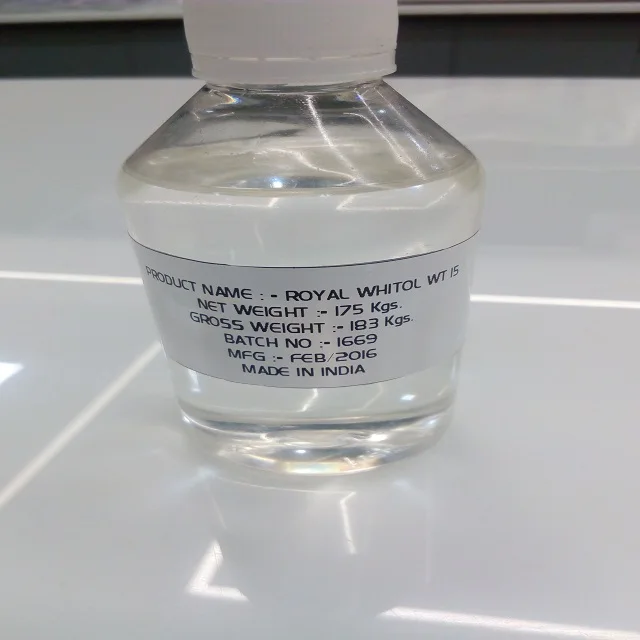 PRODUCT NAME : - ROYAL WHITOL WT 15
NET WEIGHT :- 175 Kgs.
GROSS WEIGHT :- 183 Kgs.
BATCH NO :- 1669
MFG :- FEB/2016
MADE IN INDIA